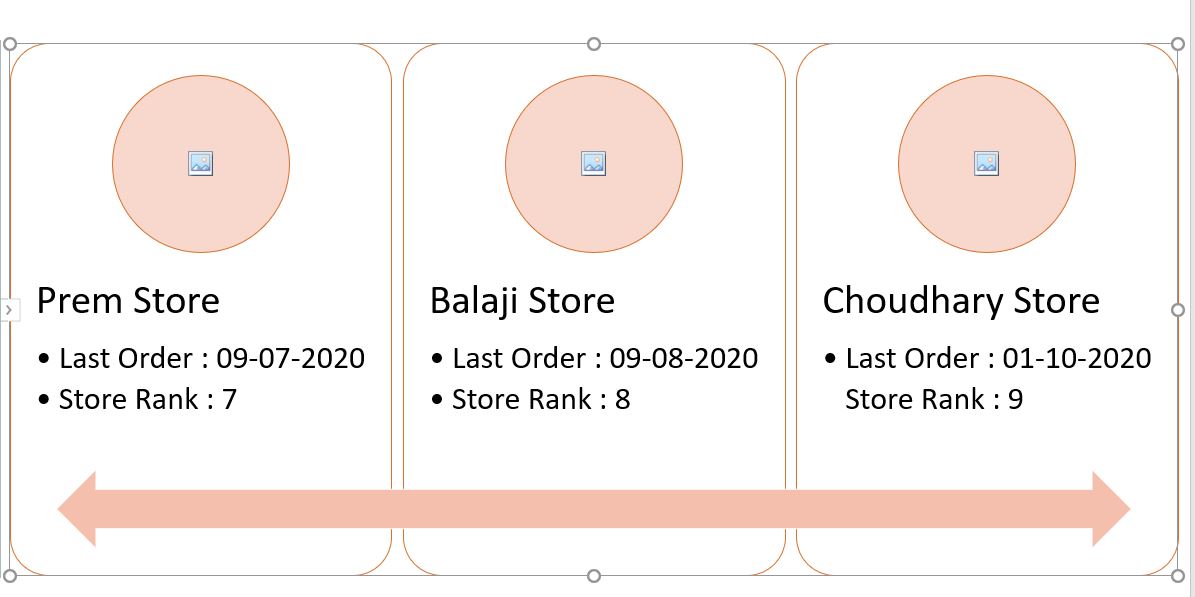 Prem Store
• Last Order : 09-07-2020
• Store Rank : 7
Balaji Store
• Last Order : 09-08-2020
• Store Rank : 8
Choudhary Store
• Last Order : 01-10-2020
Store Rank : 9